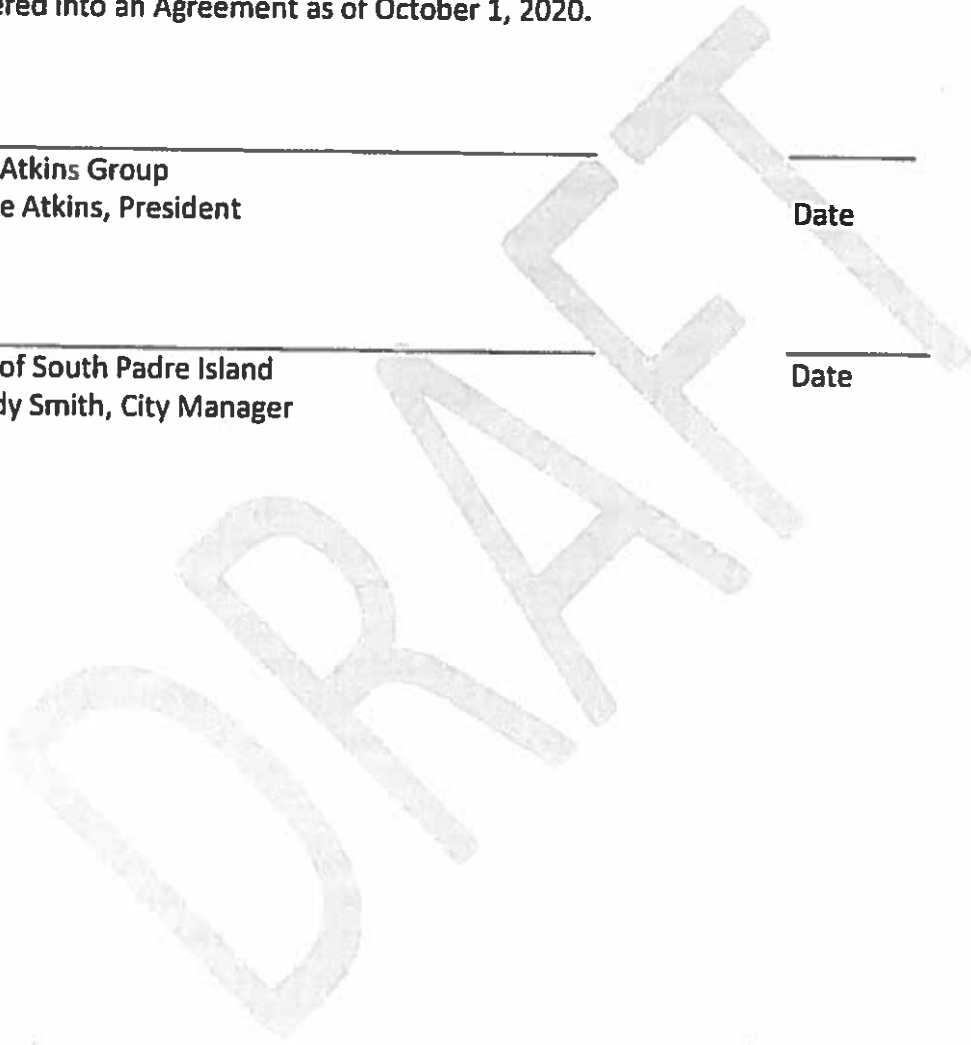 ered into an Agreement as of October 1, 2020.
Atkins Group
e Atkins, President
Date
of South Padre Island
dy Smith, City Manager
Date
DRAFT